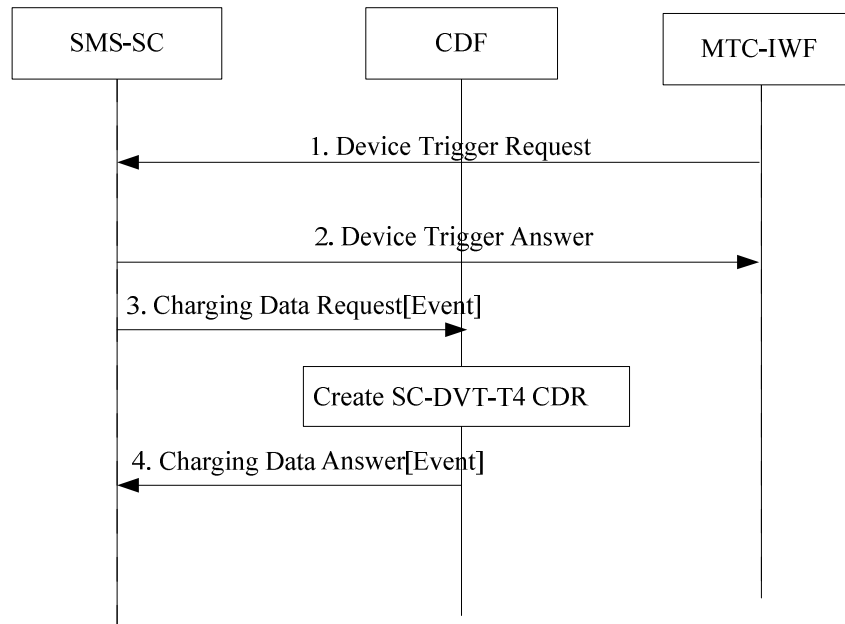 SMS-SC
CDF
MTC-IWF
1. Device Trigger Request
2. Device Trigger Answer
3. Charging Data Request[Event]
Create SC-DVT-T4 CDR
4. Charging Data Answer[Event]